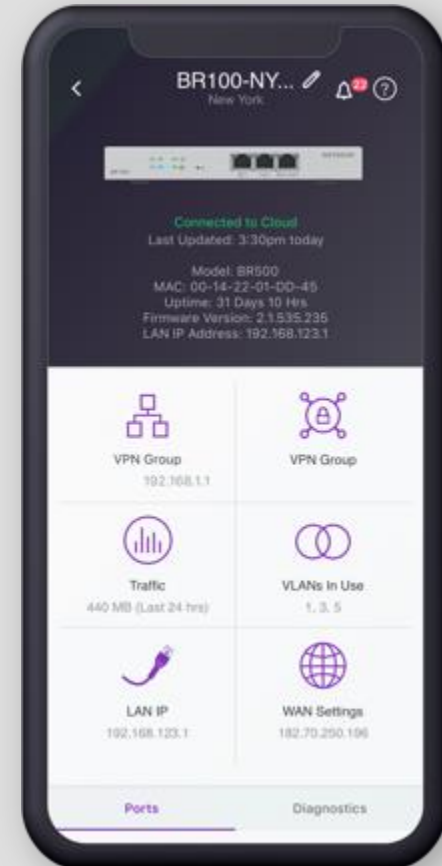 BR100-NY...
22
?
New York
NETGEAR
Connected to Cloud
Last Updated: 3:30pm today
Model: BR500
MAC: 00-14-22-01-DD-45
Uptime: 31 Days 10 Hrs
Firmware Version: 2.1.535.235
LAN IP Address: 192.168.123.1
VPN Group
192.168.1.1
VPN Group
Traffic
440 MB (Last 24 hrs)
VLANs In Use
1, 3, 5
LAN IP
192.168.123.1
WAN Settings
182.70.250.196
Ports
Diagnostics